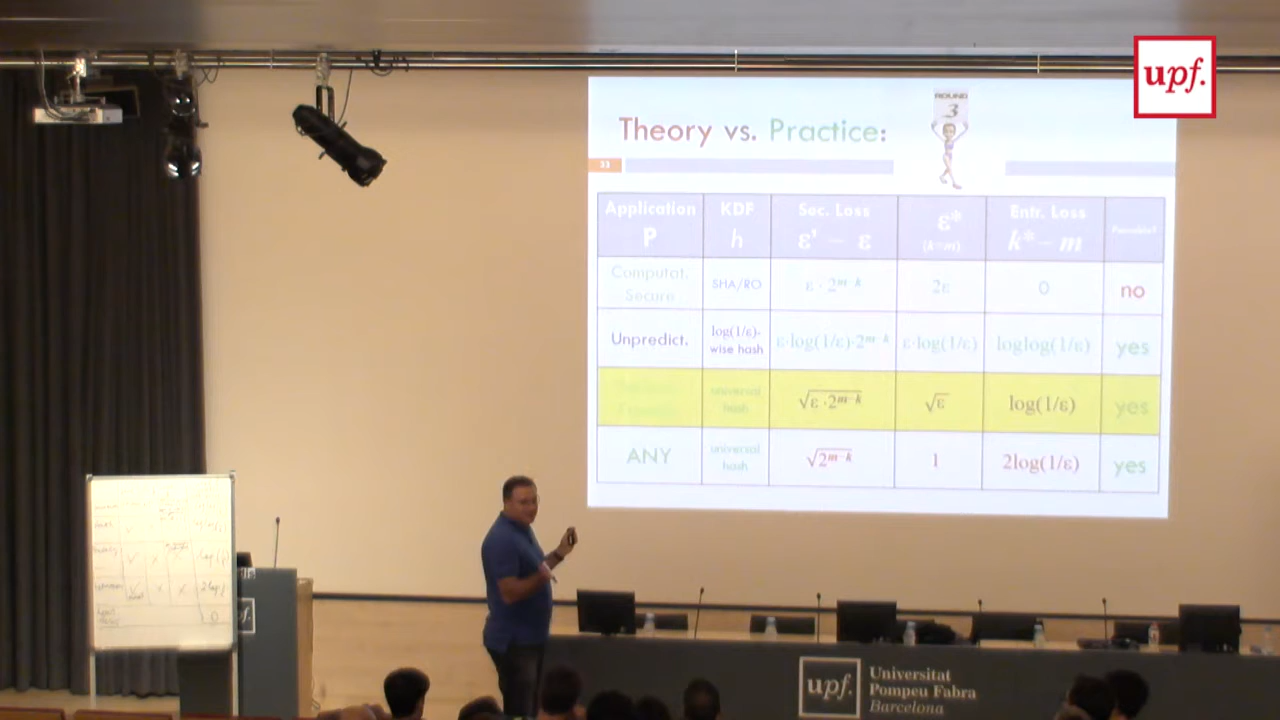 upf.
ROUND
3
Theory vs. Practice:
33
Application P
KDF h
Sec. Loss ε' − ε
ε* (k=m)
Entr. Loss k* − m
Computat. Secure
SHA/RO
ε · 2^{m−k}
2ε
0
no
Unpredict.
log(1/ε)-wise hash
ε·log(1/ε)·2^{m−k}
ε·log(1/ε)
loglog(1/ε)
yes
universal hash
√(ε · 2^{m−k})
√ε
log(1/ε)
yes
ANY
universal hash
√(2^{m−k})
1
2log(1/ε)
yes
upf.
Universitat
Pompeu Fabra
Barcelona